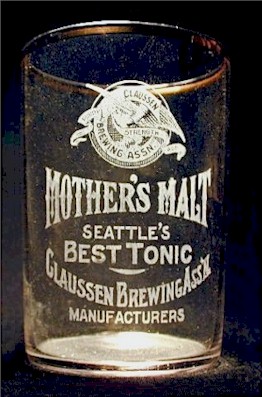 CLAUSSEN
STRENGTH
BREWING ASSN.
MOTHER'S MALT
SEATTLE'S
BEST TONIC
CLAUSSEN BREWING ASS'N
MANUFACTURERS